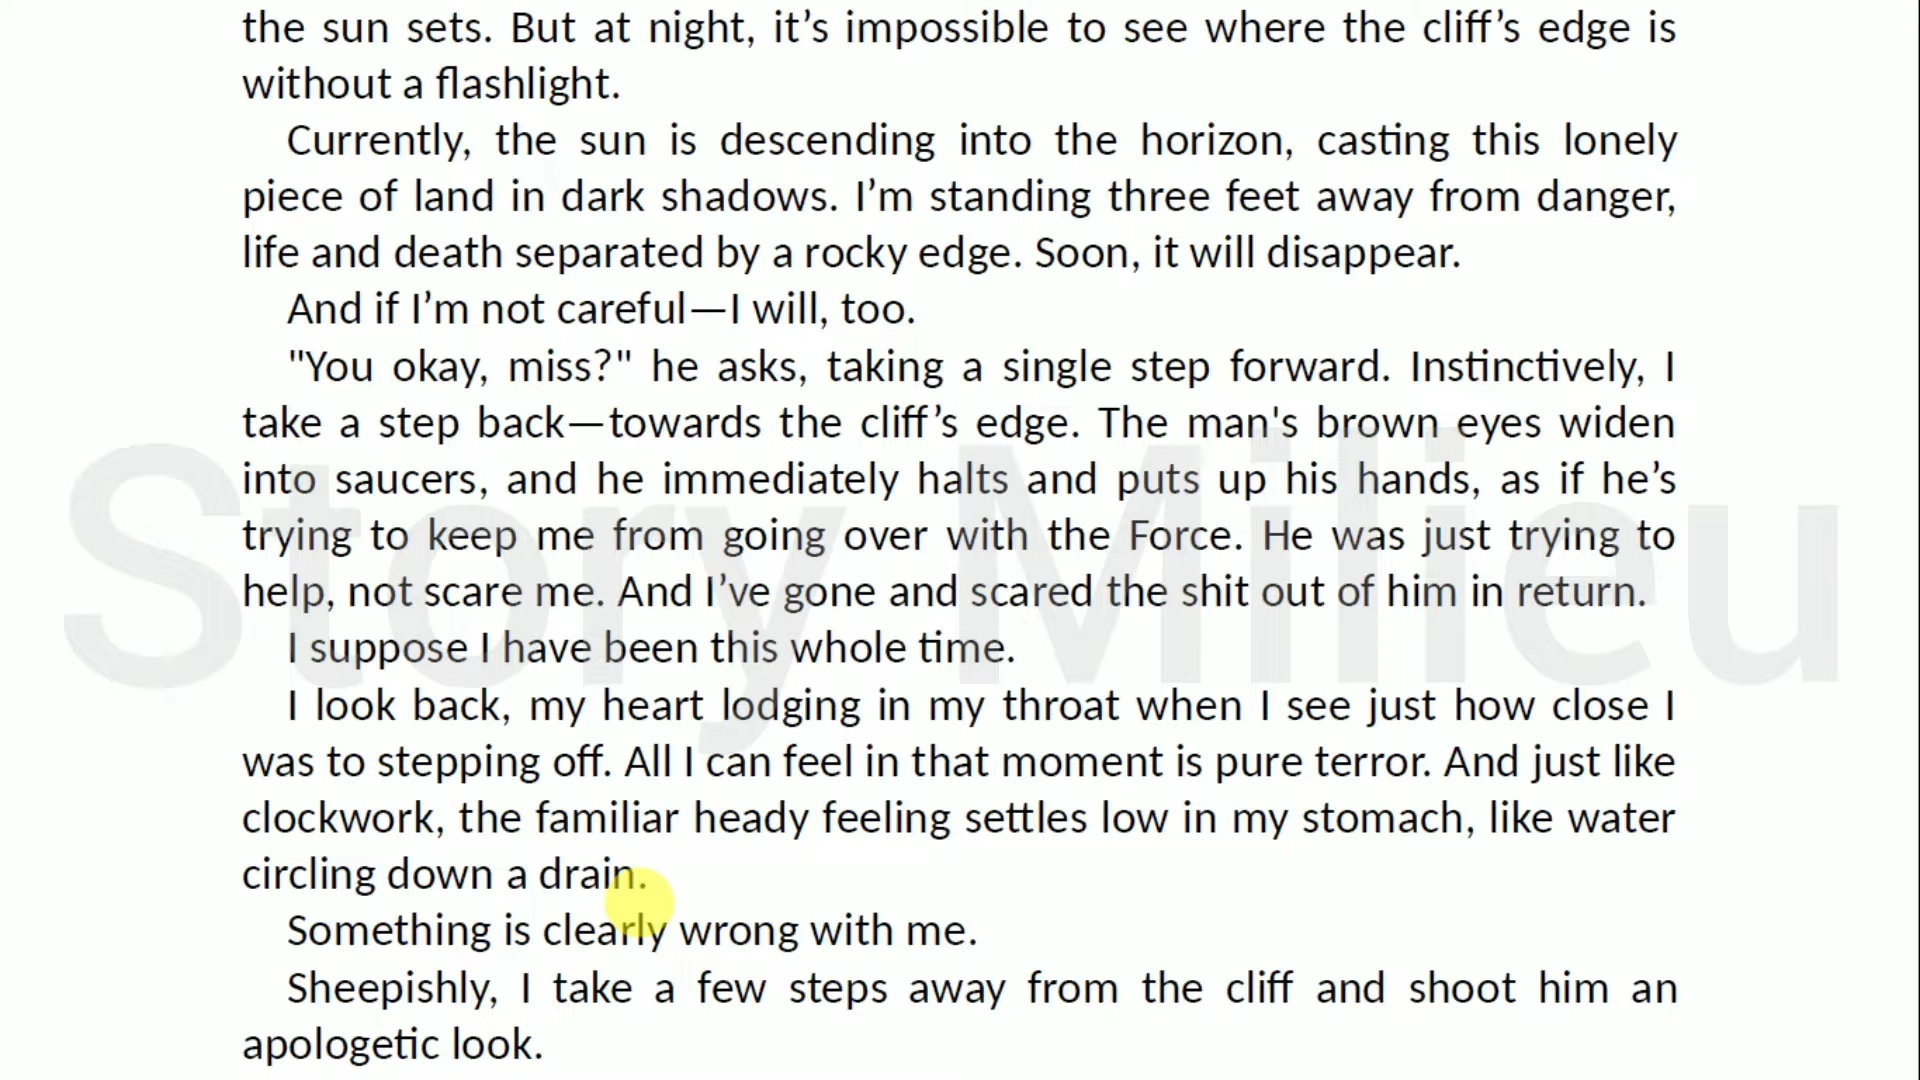 the sun sets. But at night, it’s impossible to see where the cliff’s edge is
without a flashlight.
Currently, the sun is descending into the horizon, casting this lonely
piece of land in dark shadows. I’m standing three feet away from danger,
life and death separated by a rocky edge. Soon, it will disappear.
And if I’m not careful—I will, too.
"You okay, miss?" he asks, taking a single step forward. Instinctively, I
take a step back—towards the cliff’s edge. The man's brown eyes widen
into saucers, and he immediately halts and puts up his hands, as if he’s
trying to keep me from going over with the Force. He was just trying to
help, not scare me. And I’ve gone and scared the shit out of him in return.
I suppose I have been this whole time.
I look back, my heart lodging in my throat when I see just how close I
was to stepping off. All I can feel in that moment is pure terror. And just like
clockwork, the familiar heady feeling settles low in my stomach, like water
circling down a drain.
Something is clearly wrong with me.
Sheepishly, I take a few steps away from the cliff and shoot him an
apologetic look.
Story Milieu